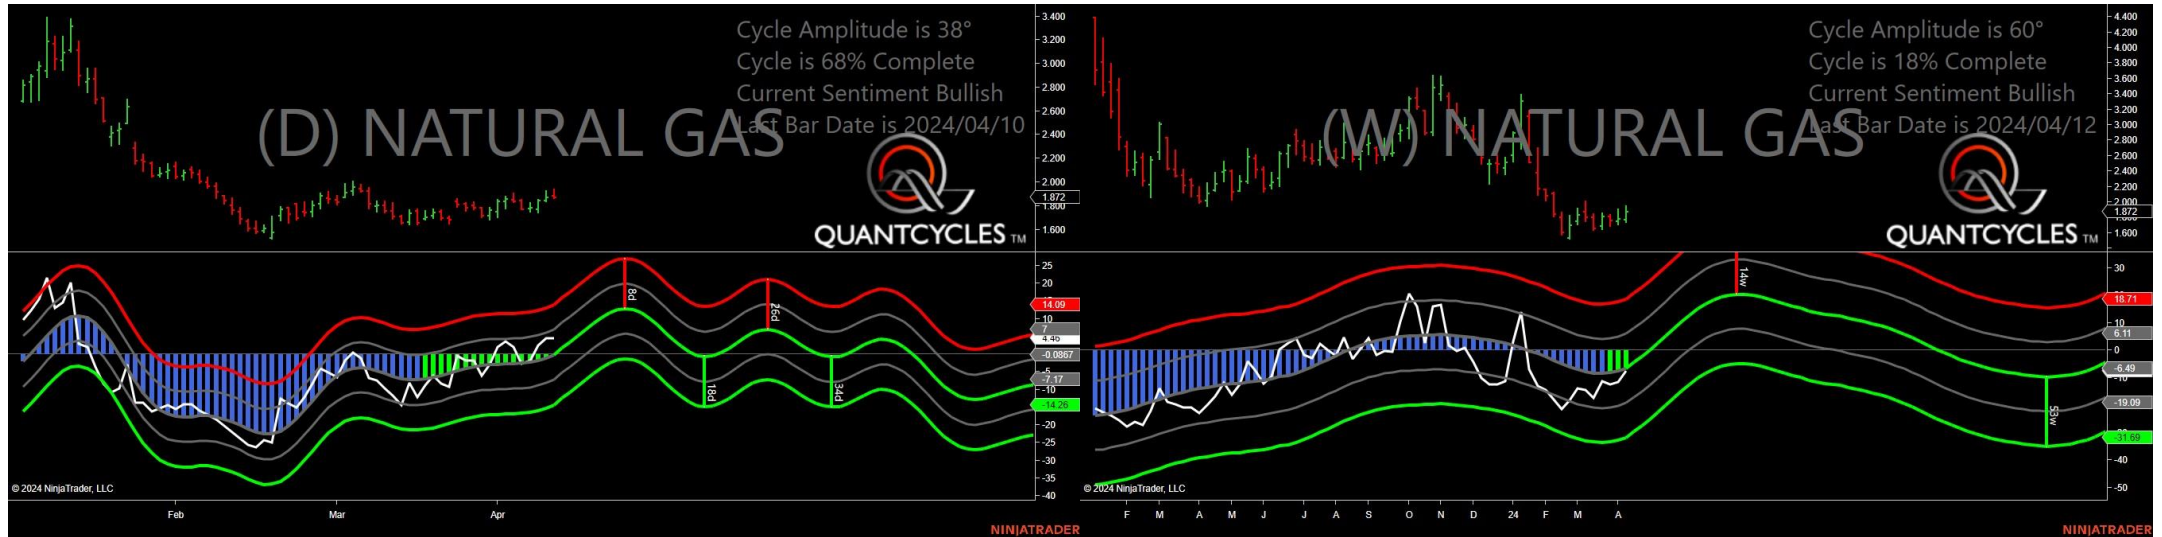 Cycle Amplitude is 38°
Cycle is 68% Complete
Current Sentiment Bullish
Last Bar Date is 2024/04/10
(D) NATURAL GAS
QUANTCYCLES TM
3.400
3.200
3.000
2.800
2.600
2.400
2.200
2.000
1.872
1.800
1.600
25
20
15
14.09
10
7
4.46
-0.0867
-5
-7.17
-10
-14.26
-20
-25
-30
-35
-40
8d
18d
26d
34d
© 2024 NinjaTrader, LLC
Feb Mar Apr
NINJATRADER
Cycle Amplitude is 60°
Cycle is 18% Complete
Current Sentiment Bullish
Last Bar Date is 2024/04/12
(W) NATURAL GAS
QUANTCYCLES TM
4.400
4.200
4.000
3.800
3.600
3.400
3.200
3.000
2.800
2.600
2.400
2.200
2.000
1.872
1.600
30
18.71
10
6.11
0
-6.49
-10
-19.09
-31.69
-40
-50
14w
53w
© 2024 NinjaTrader, LLC
F M A M J J A S O N D 24 F M A
NINJATRADER